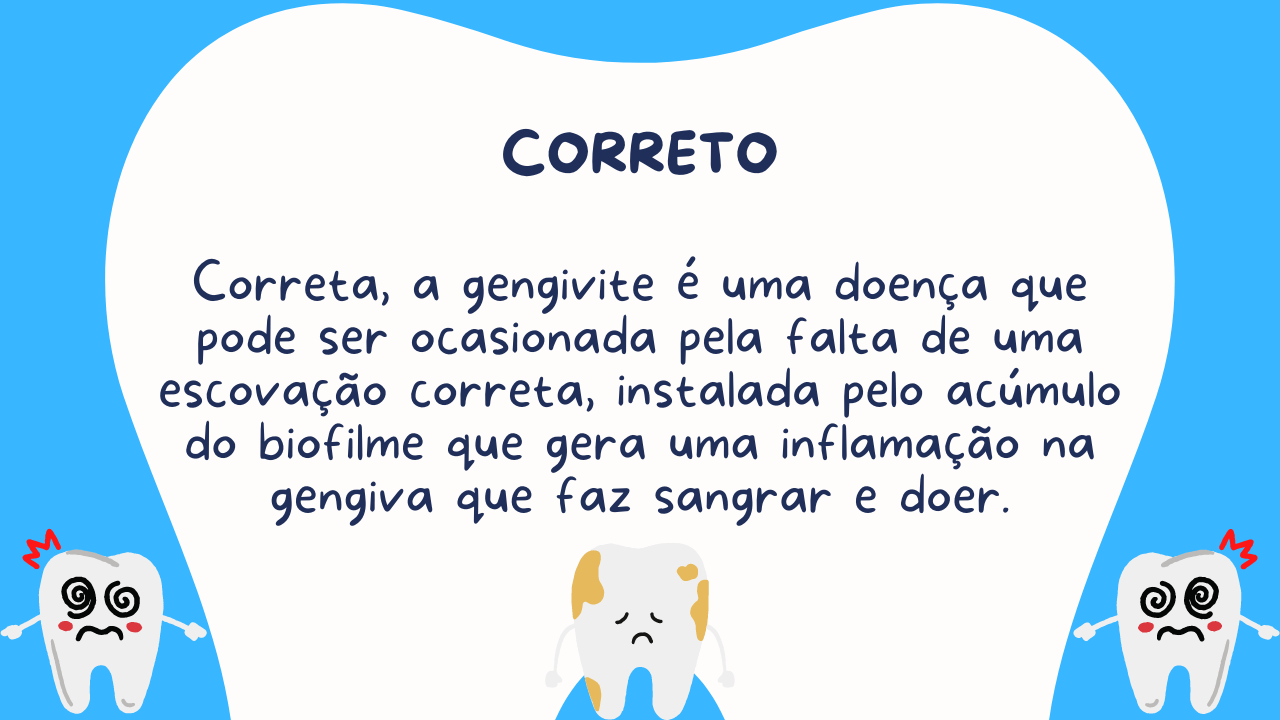 CORRETO
Correta, a gengivite é uma doença que
pode ser ocasionada pela falta de uma
escovação correta, instalada pelo acúmulo
do biofilme que gera uma inflamação na
gengiva que faz sangrar e doer.